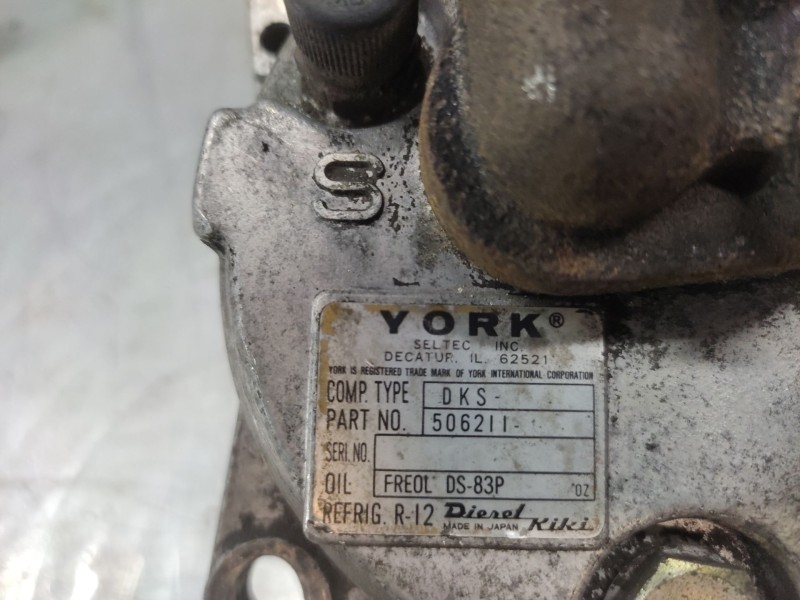 S
YORK®
SELTEC INC.
DECATUR, IL. 62521
YORK IS REGISTERED TRADE MARK OF YORK INTERNATIONAL CORPORATION
COMP. TYPE DKS-
PART NO. 506211-
SERI. NO.
OIL FREOL DS-83P OZ
REFRIG. R-12 Diesel Kiki
MADE IN JAPAN